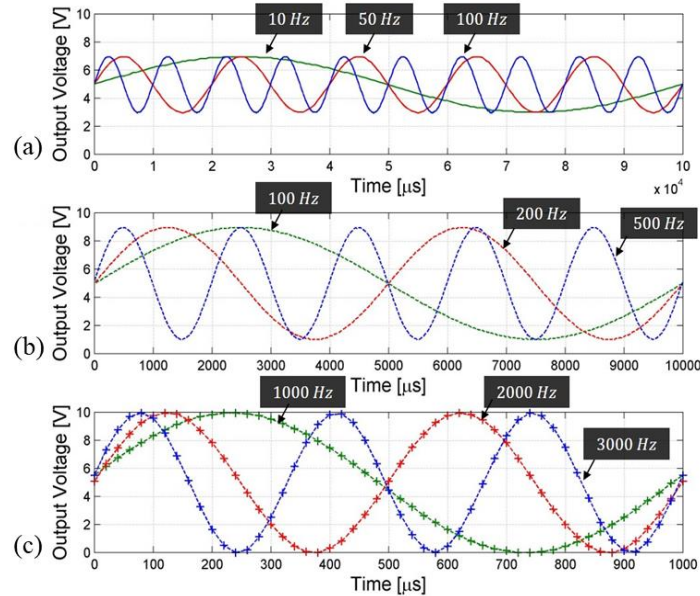 10 Hz 50 Hz 100 Hz
Output Voltage [V]
10
8
6
4
2
0
0 1 2 3 4 5 6 7 8 9 10
(a)
Time [μs]
x 10⁴
100 Hz 200 Hz 500 Hz
Output Voltage [V]
10
8
6
4
2
0
0 1000 2000 3000 4000 5000 6000 7000 8000 9000 10000
(b)
Time [μs]
1000 Hz 2000 Hz 3000 Hz
Output Voltage [V]
10
8
6
4
2
0
0 100 200 300 400 500 600 700 800 900 1000
(c)
Time [μs]